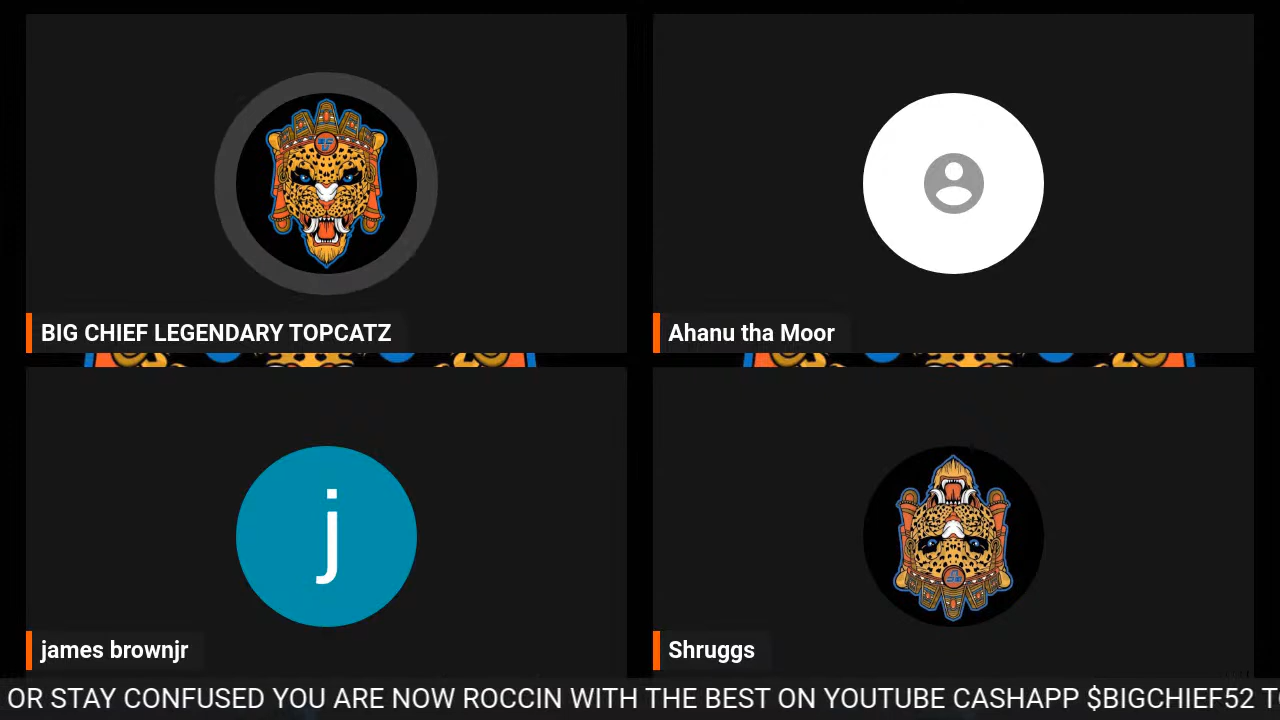 BIG CHIEF LEGENDARY TOPCATZ
Ahanu tha Moor
j
james brownjr
Shruggs
OR STAY CONFUSED YOU ARE NOW ROCCIN WITH THE BEST ON YOUTUBE CASHAPP $BIGCHIEF52